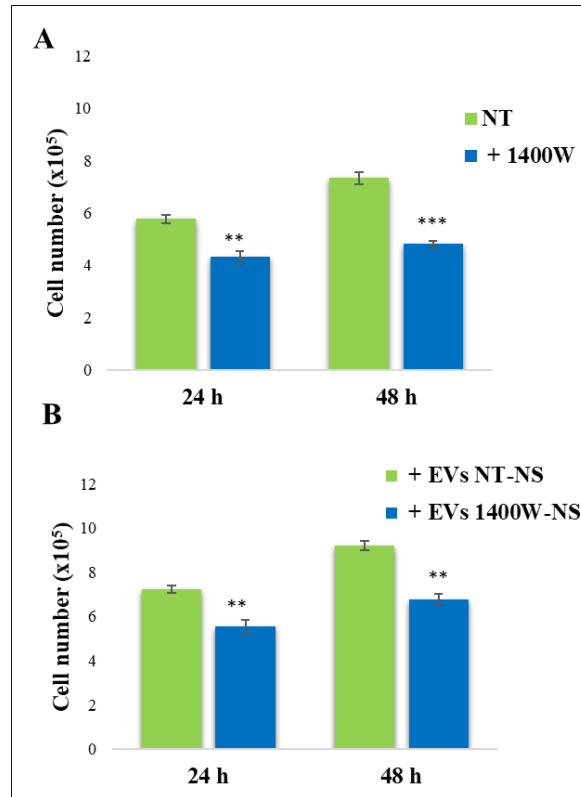 A
Cell number (x10⁵)
12
10
8
6
4
2
0
NT
+ 1400W
**
***
24 h
48 h
B
Cell number (x10⁵)
12
10
8
6
4
2
0
+ EVs NT-NS
+ EVs 1400W-NS
**
**
24 h
48 h